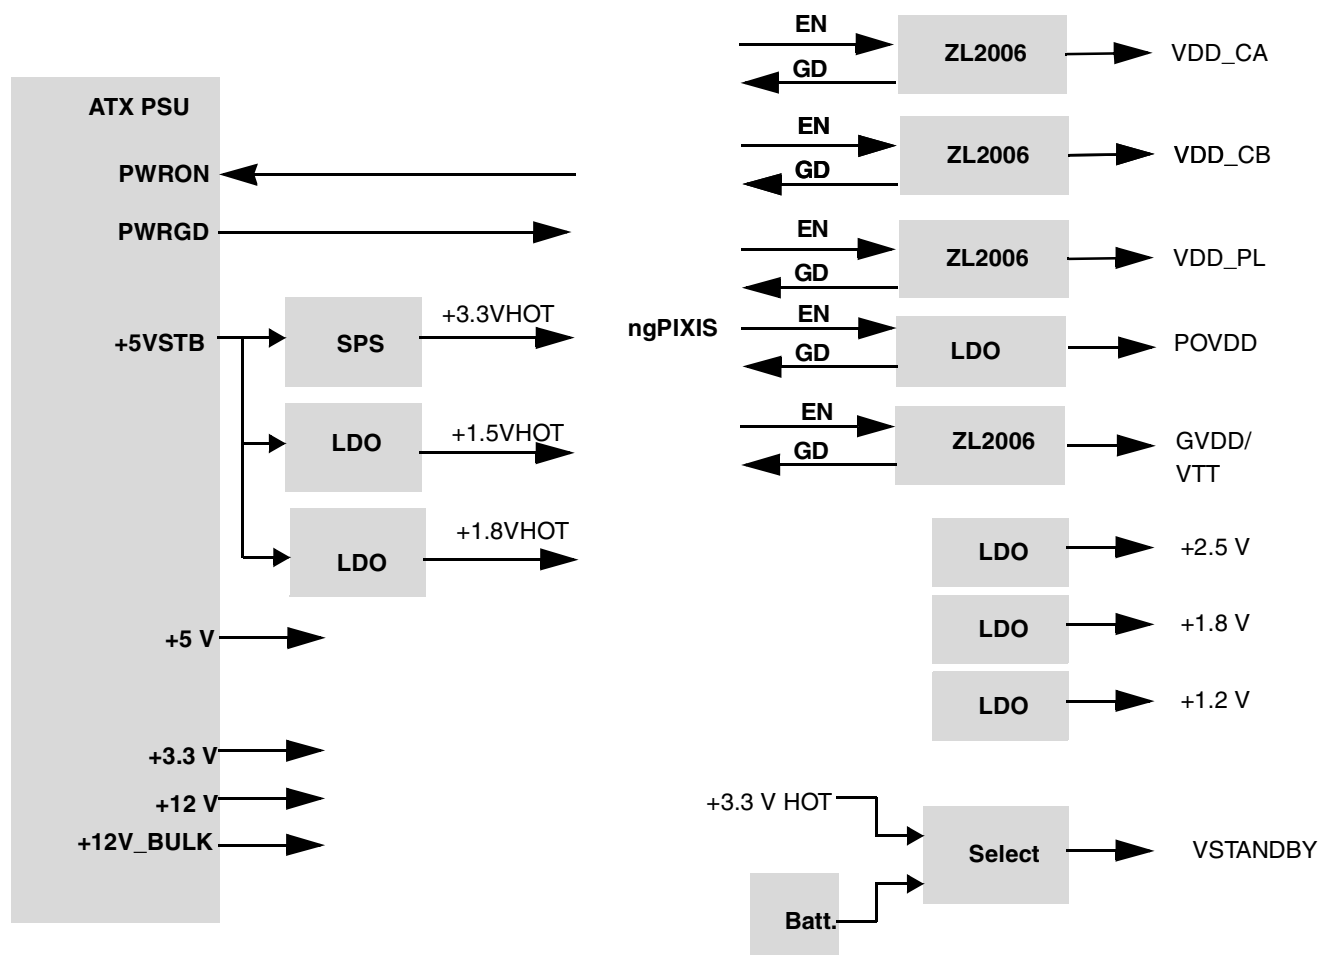 ATX PSU
PWRON
PWRGD
+5VSTB
SPS
+3.3VHOT
LDO
+1.5VHOT
LDO
+1.8VHOT
+5 V
+3.3 V
+12 V
+12V_BULK
ngPIXIS
EN
GD
ZL2006
VDD_CA
EN
GD
ZL2006
VDD_CB
EN
GD
ZL2006
VDD_PL
EN
GD
LDO
POVDD
EN
GD
ZL2006
GVDD/
VTT
LDO
+2.5 V
LDO
+1.8 V
LDO
+1.2 V
+3.3 V HOT
Batt.
Select
VSTANDBY